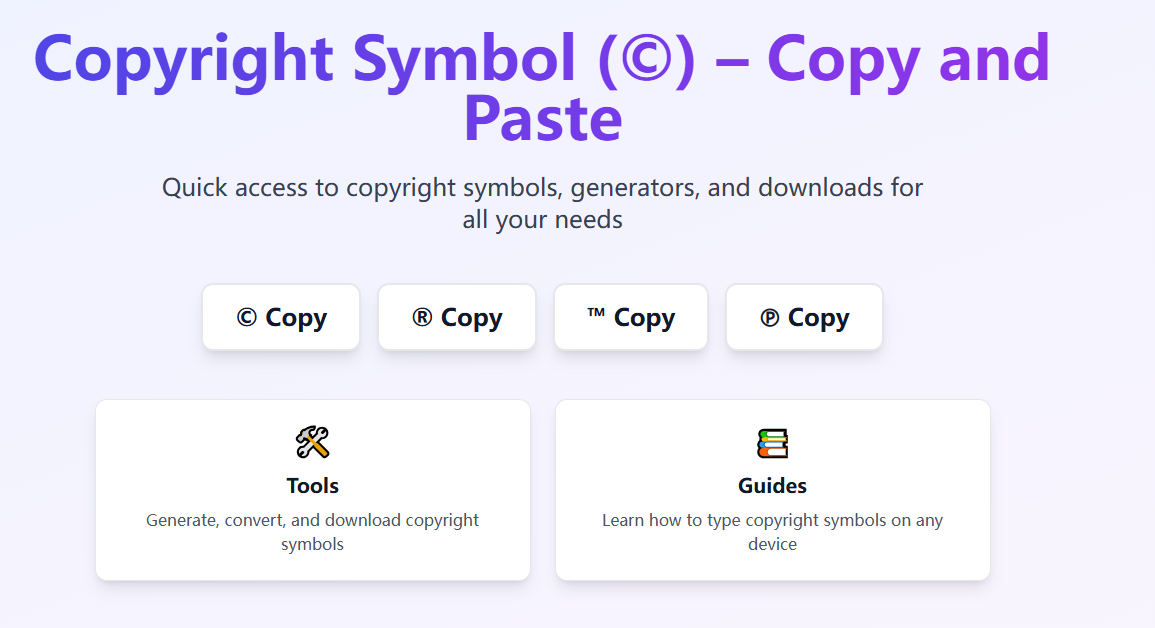 Copyright Symbol (©) – Copy and
Paste
Quick access to copyright symbols, generators, and downloads for
all your needs
© Copy
® Copy
™ Copy
℗ Copy
Tools
Generate, convert, and download copyright
symbols
Guides
Learn how to type copyright symbols on any
device